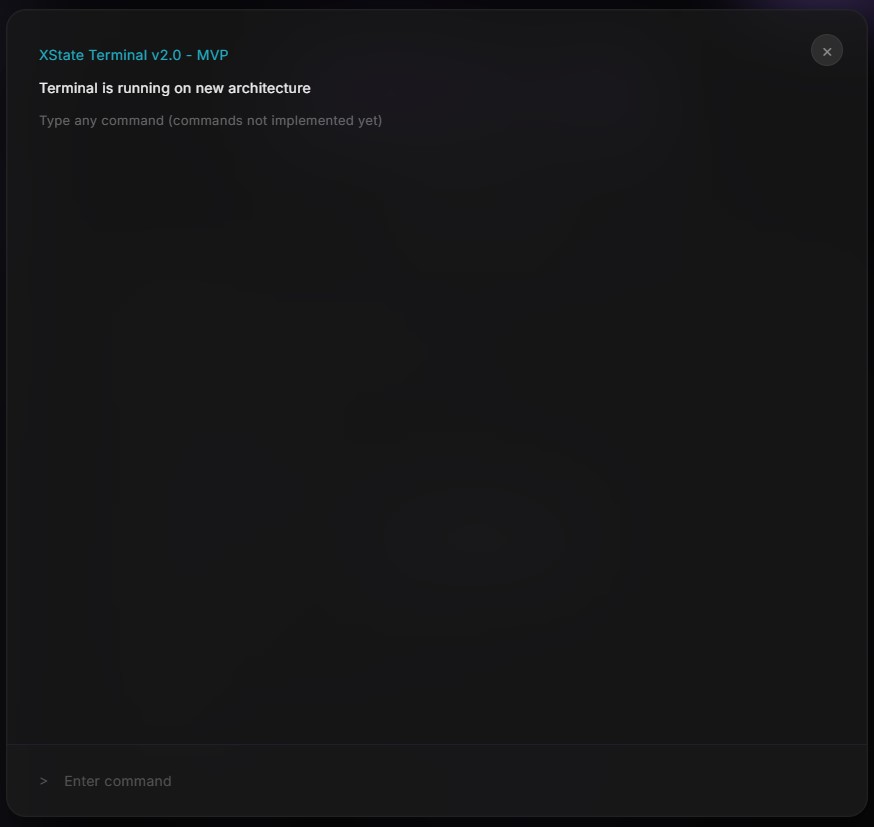 XState Terminal v2.0 - MVP
Terminal is running on new architecture
Type any command (commands not implemented yet)
> Enter command